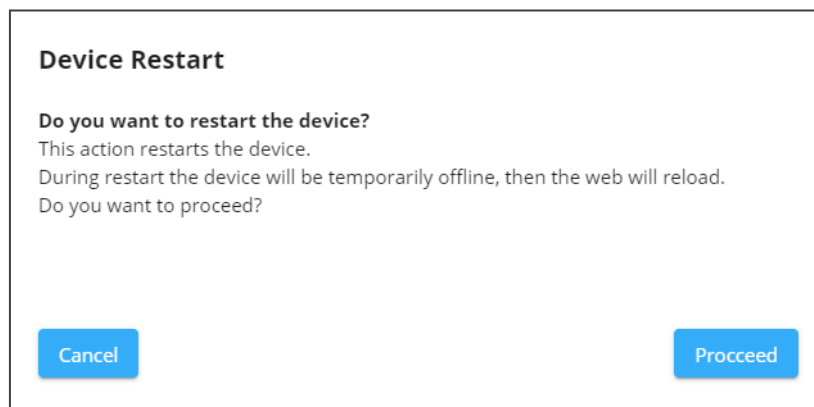 Device Restart
Do you want to restart the device?
This action restarts the device.
During restart the device will be temporarily offline, then the web will reload.
Do you want to proceed?
Cancel
Procceed